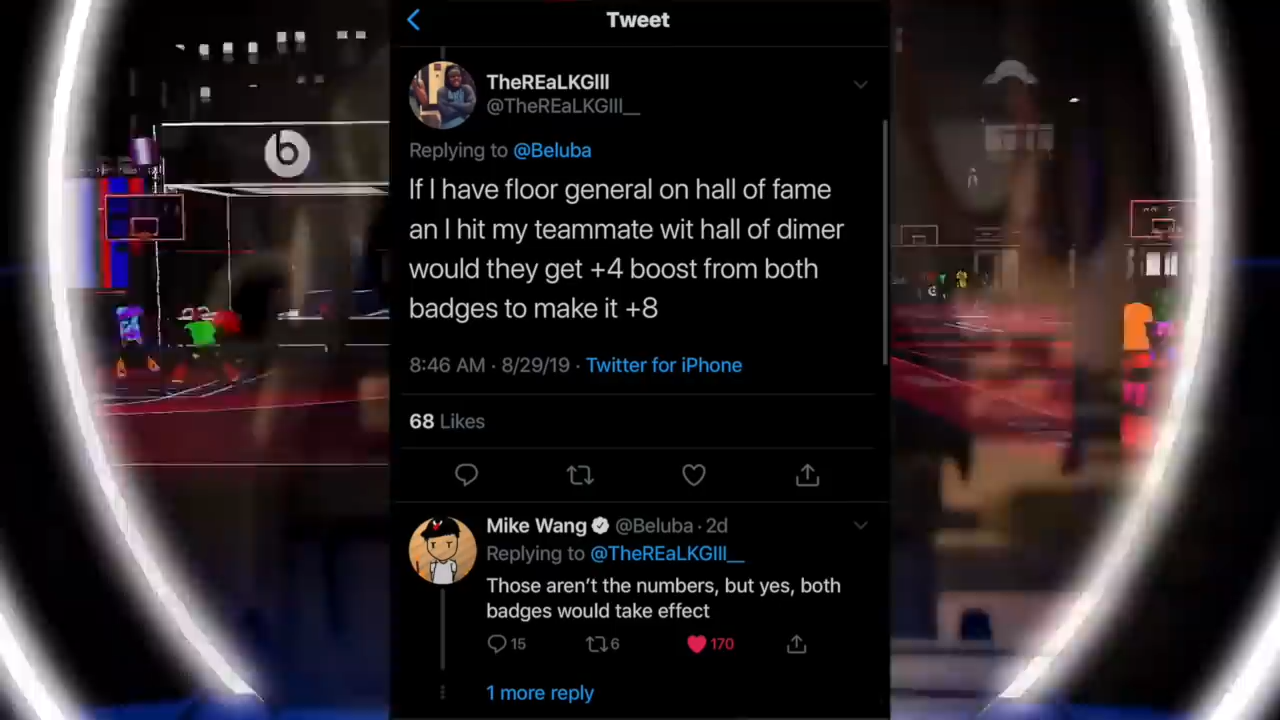 Tweet
TheREaLKGIII
@TheREaLKGIII__
Replying to @Beluba
If I have floor general on hall of fame
an I hit my teammate wit hall of dimer
would they get +4 boost from both
badges to make it +8
8:46 AM · 8/29/19 · Twitter for iPhone
68 Likes
Mike Wang @Beluba · 2d
Replying to @TheREaLKGIII__
Those aren't the numbers, but yes, both
badges would take effect
15 6 170
1 more reply
b